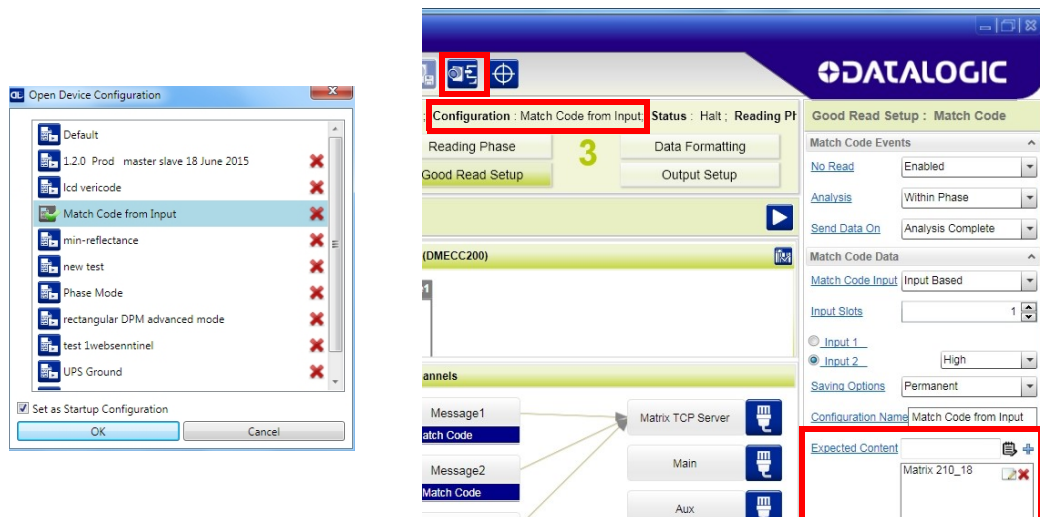 Open Device Configuration
Default
1.2.0 Prod master slave 18 June 2015
lcd vericode
Match Code from Input
min-reflectance
new test
Phase Mode
rectangular DPM advanced mode
test 1websenntinel
UPS Ground
Set as Startup Configuration
OK Cancel
DATALOGIC
; Configuration : Match Code from Input; Status : Halt ; Reading Ph
Reading Phase 3 Data Formatting
Good Read Setup Output Setup
(DMECC200)
1
annels
Message1 Matrix TCP Server
atch Code
Message2 Main
Match Code
Aux
Good Read Setup : Match Code
Match Code Events
No Read Enabled
Analysis Within Phase
Send Data On Analysis Complete
Match Code Data
Match Code Input Input Based
Input Slots 1
Input 1
Input 2 High
Saving Options Permanent
Configuration Name Match Code from Input
Expected Content
Matrix 210_18